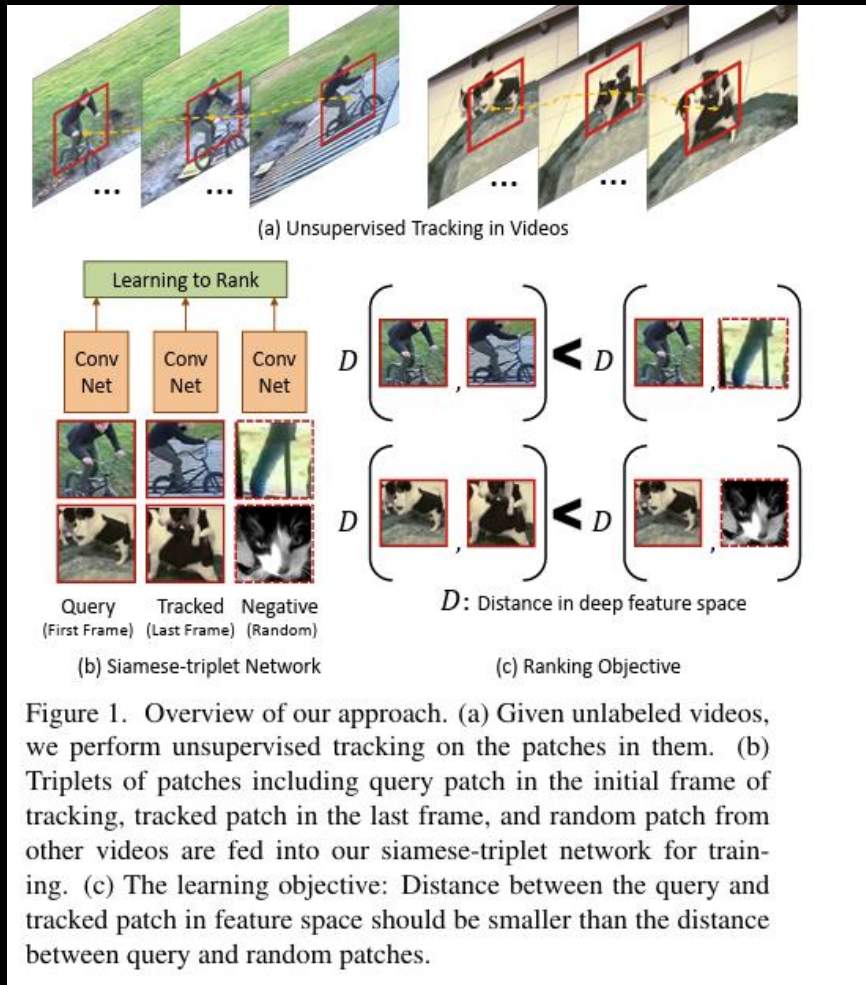 ...
...
...
...
(a) Unsupervised Tracking in Videos
Learning to Rank
Conv Net
Conv Net
Conv Net
Query
(First Frame)
Tracked
(Last Frame)
Negative
(Random)
(b) Siamese-triplet Network
D ( , ) < D ( , )
D ( , ) < D ( , )
D: Distance in deep feature space
(c) Ranking Objective
Figure 1. Overview of our approach. (a) Given unlabeled videos,
we perform unsupervised tracking on the patches in them. (b)
Triplets of patches including query patch in the initial frame of
tracking, tracked patch in the last frame, and random patch from
other videos are fed into our siamese-triplet network for train-
ing. (c) The learning objective: Distance between the query and
tracked patch in feature space should be smaller than the distance
between query and random patches.